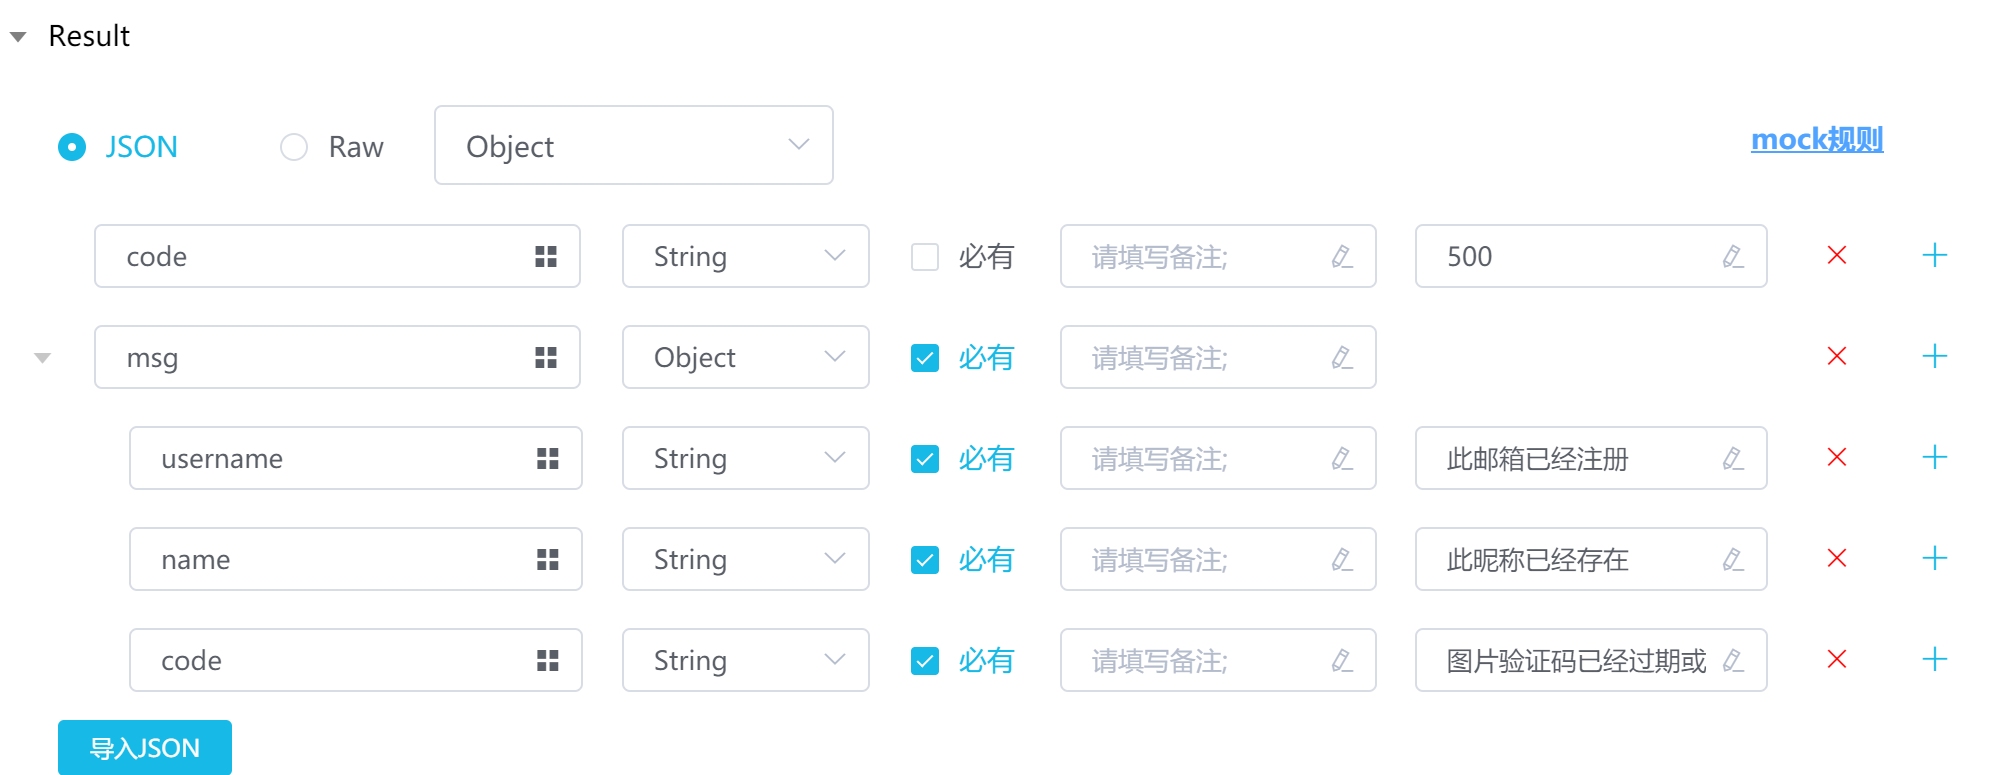 Result
JSON Raw Object mock规则
code String 必有 请填写备注; 500
msg Object 必有 请填写备注;
username String 必有 请填写备注; 此邮箱已经注册
name String 必有 请填写备注; 此昵称已经存在
code String 必有 请填写备注; 图片验证码已经过期或
导入JSON